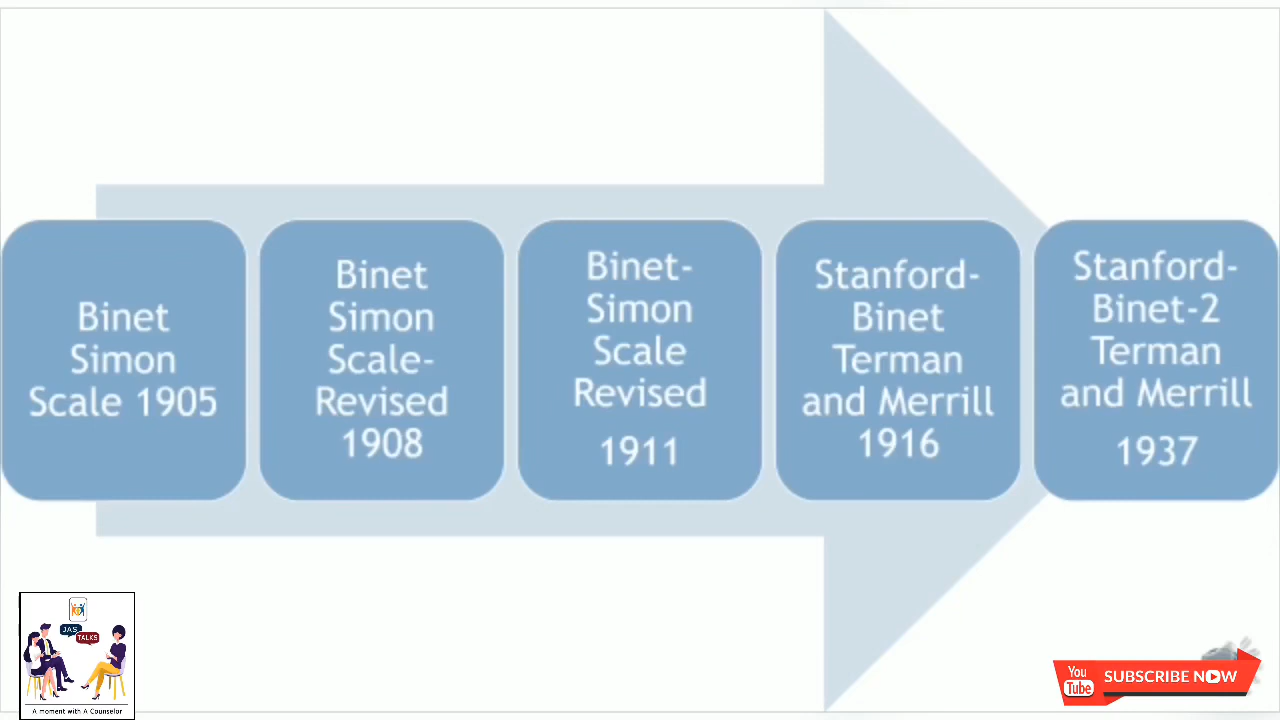 Binet
Simon
Scale 1905
Binet
Simon
Scale-
Revised
1908
Binet-
Simon
Scale
Revised
1911
Stanford-
Binet
Terman
and Merrill
1916
Stanford-
Binet-2
Terman
and Merrill
1937
JAS
TALKS
A moment with A Counselor
You
Tube
SUBSCRIBE NOW